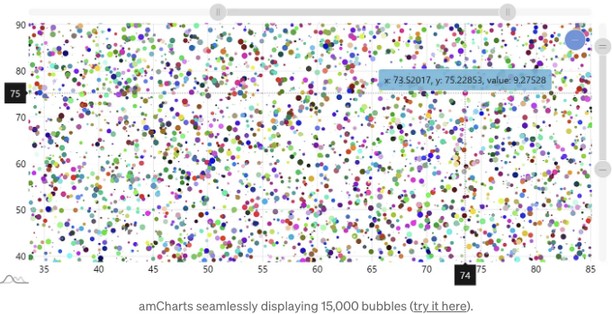 90
80
75
70
60
50
40
x: 73.52017, y: 75.22853, value: 9.27528
35 40 45 50 55 60 65 70 74 75 80 85
amCharts seamlessly displaying 15,000 bubbles (try it here).